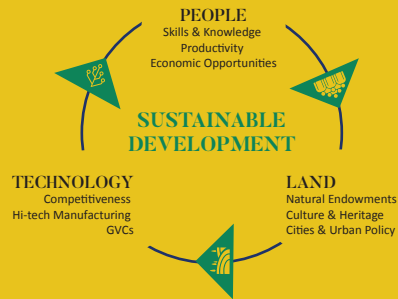 PEOPLE
Skills & Knowledge
Productivity
Economic Opportunities
SUSTAINABLE
DEVELOPMENT
TECHNOLOGY
Competitiveness
Hi-tech Manufacturing
GVCs
LAND
Natural Endowments
Culture & Heritage
Cities & Urban Policy